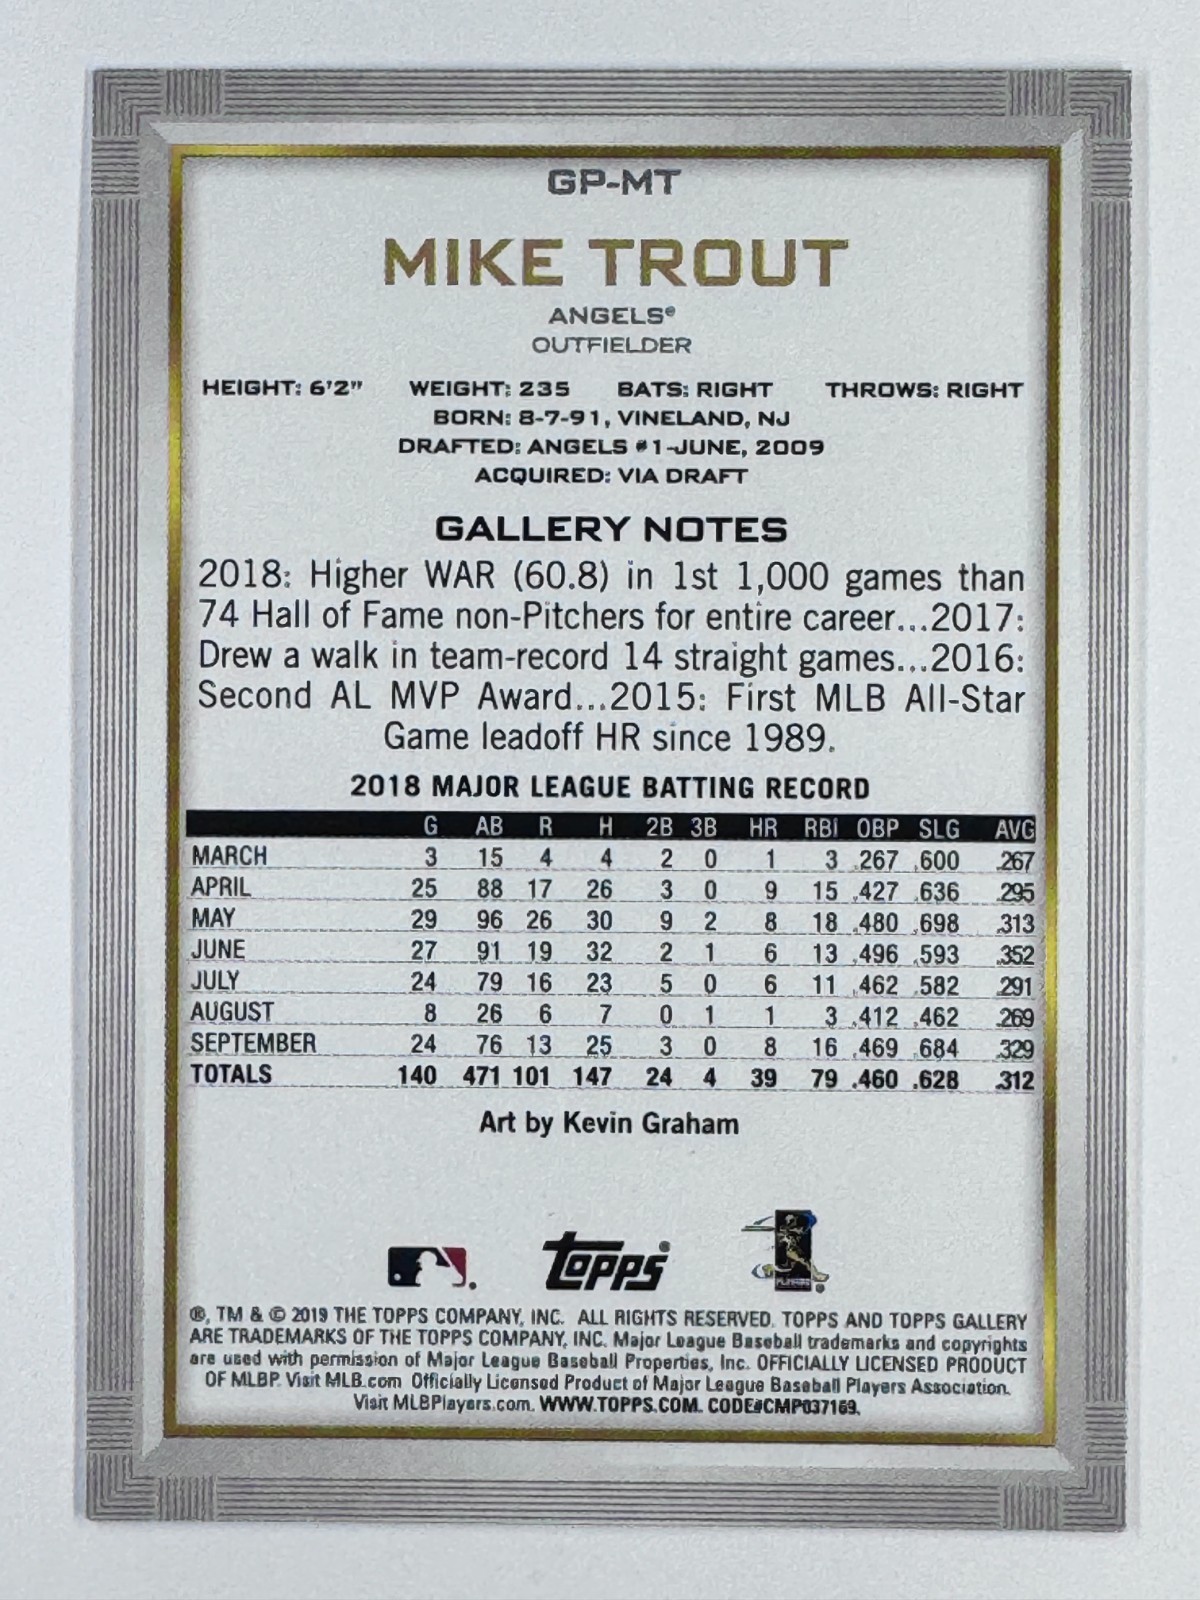 GP-MT
MIKE TROUT
ANGELS®
OUTFIELDER
HEIGHT: 6'2" WEIGHT: 235 BATS: RIGHT THROWS: RIGHT
BORN: 8-7-91, VINELAND, NJ
DRAFTED: ANGELS #1-JUNE, 2009
ACQUIRED: VIA DRAFT
GALLERY NOTES
2018: Higher WAR (60.8) in 1st 1,000 games than
74 Hall of Fame non-Pitchers for entire career...2017:
Drew a walk in team-record 14 straight games...2016:
Second AL MVP Award...2015: First MLB All-Star
Game leadoff HR since 1989.
2018 MAJOR LEAGUE BATTING RECORD
G AB R H 2B 3B HR RBI OBP SLG AVG
MARCH 3 15 4 4 2 0 1 3 .267 .600 .267
APRIL 25 88 17 26 3 0 9 15 .427 .636 .295
MAY 29 96 26 30 9 2 8 18 .480 .698 .313
JUNE 27 91 19 32 2 1 6 13 .496 .593 .352
JULY 24 79 16 23 5 0 6 11 .462 .582 .291
AUGUST 8 26 6 7 0 1 1 3 .412 .462 .269
SEPTEMBER 24 76 13 25 3 0 8 16 .469 .684 .329
TOTALS 140 471 101 147 24 4 39 79 .460 .628 .312
Art by Kevin Graham
Topps®
PLAYERS
®, TM & © 2019 THE TOPPS COMPANY, INC. ALL RIGHTS RESERVED. TOPPS AND TOPPS GALLERY
ARE TRADEMARKS OF THE TOPPS COMPANY, INC. Major League Baseball trademarks and copyrights
are used with permission of Major League Baseball Properties, Inc. OFFICIALLY LICENSED PRODUCT
OF MLBP. Visit MLB.com Officially Licensed Product of Major League Baseball Players Association.
Visit MLBPlayers.com. WWW.TOPPS.COM. CODE#CMP037169.